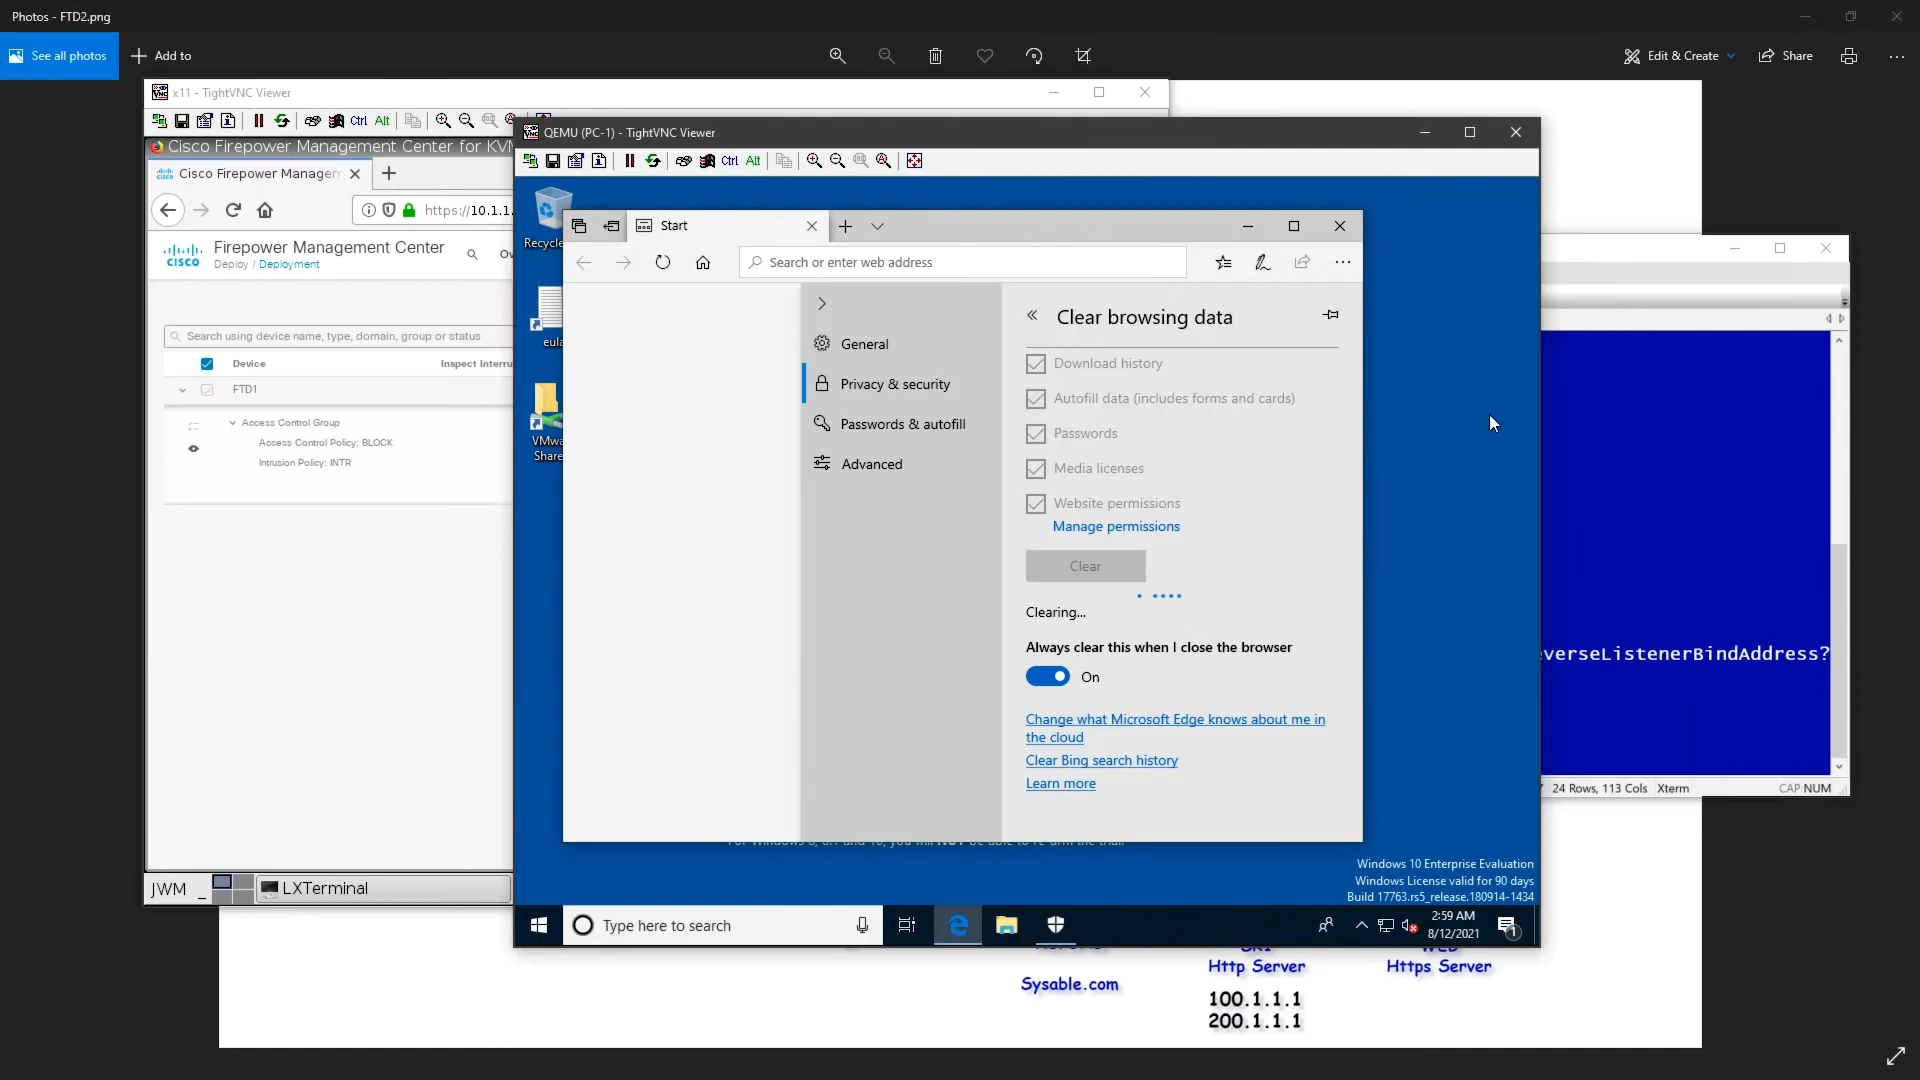 Photos - FTD2.png
See all photos
Add to
Edit & Create
Share
x11 - TightVNC Viewer
Ctrl Alt
Cisco Firepower Management Center for KV
Cisco Firepower Manager
https://10.1.1.
Firepower Management Center
Deploy / Deployment
CISCO
Search using device name, type, domain, group or status
Device
Inspect Interru
FTD1
Access Control Group
Access Control Policy: BLOCK
Intrusion Policy: INTR
JWM
LXTerminal
QEMU (PC-1) - TightVNC Viewer
Ctrl Alt
Recycle
eula
VMwa
Share
Start
Search or enter web address
General
Privacy & security
Passwords & autofill
Advanced
Clear browsing data
Download history
Autofill data (includes forms and cards)
Passwords
Media licenses
Website permissions
Manage permissions
Clear
Clearing...
Always clear this when I close the browser
On
Change what Microsoft Edge knows about me in
the cloud
Clear Bing search history
Learn more
Windows 10 Enterprise Evaluation
Windows License valid for 90 days
Build 17763.rs5_release.180914-1434
Type here to search
2:59 AM
8/12/2021
1
verseListenerBindAddress?
24 Rows, 113 Cols
Xterm
CAP NUM
Http Server
Https Server
Sysable.com
100.1.1.1
200.1.1.1